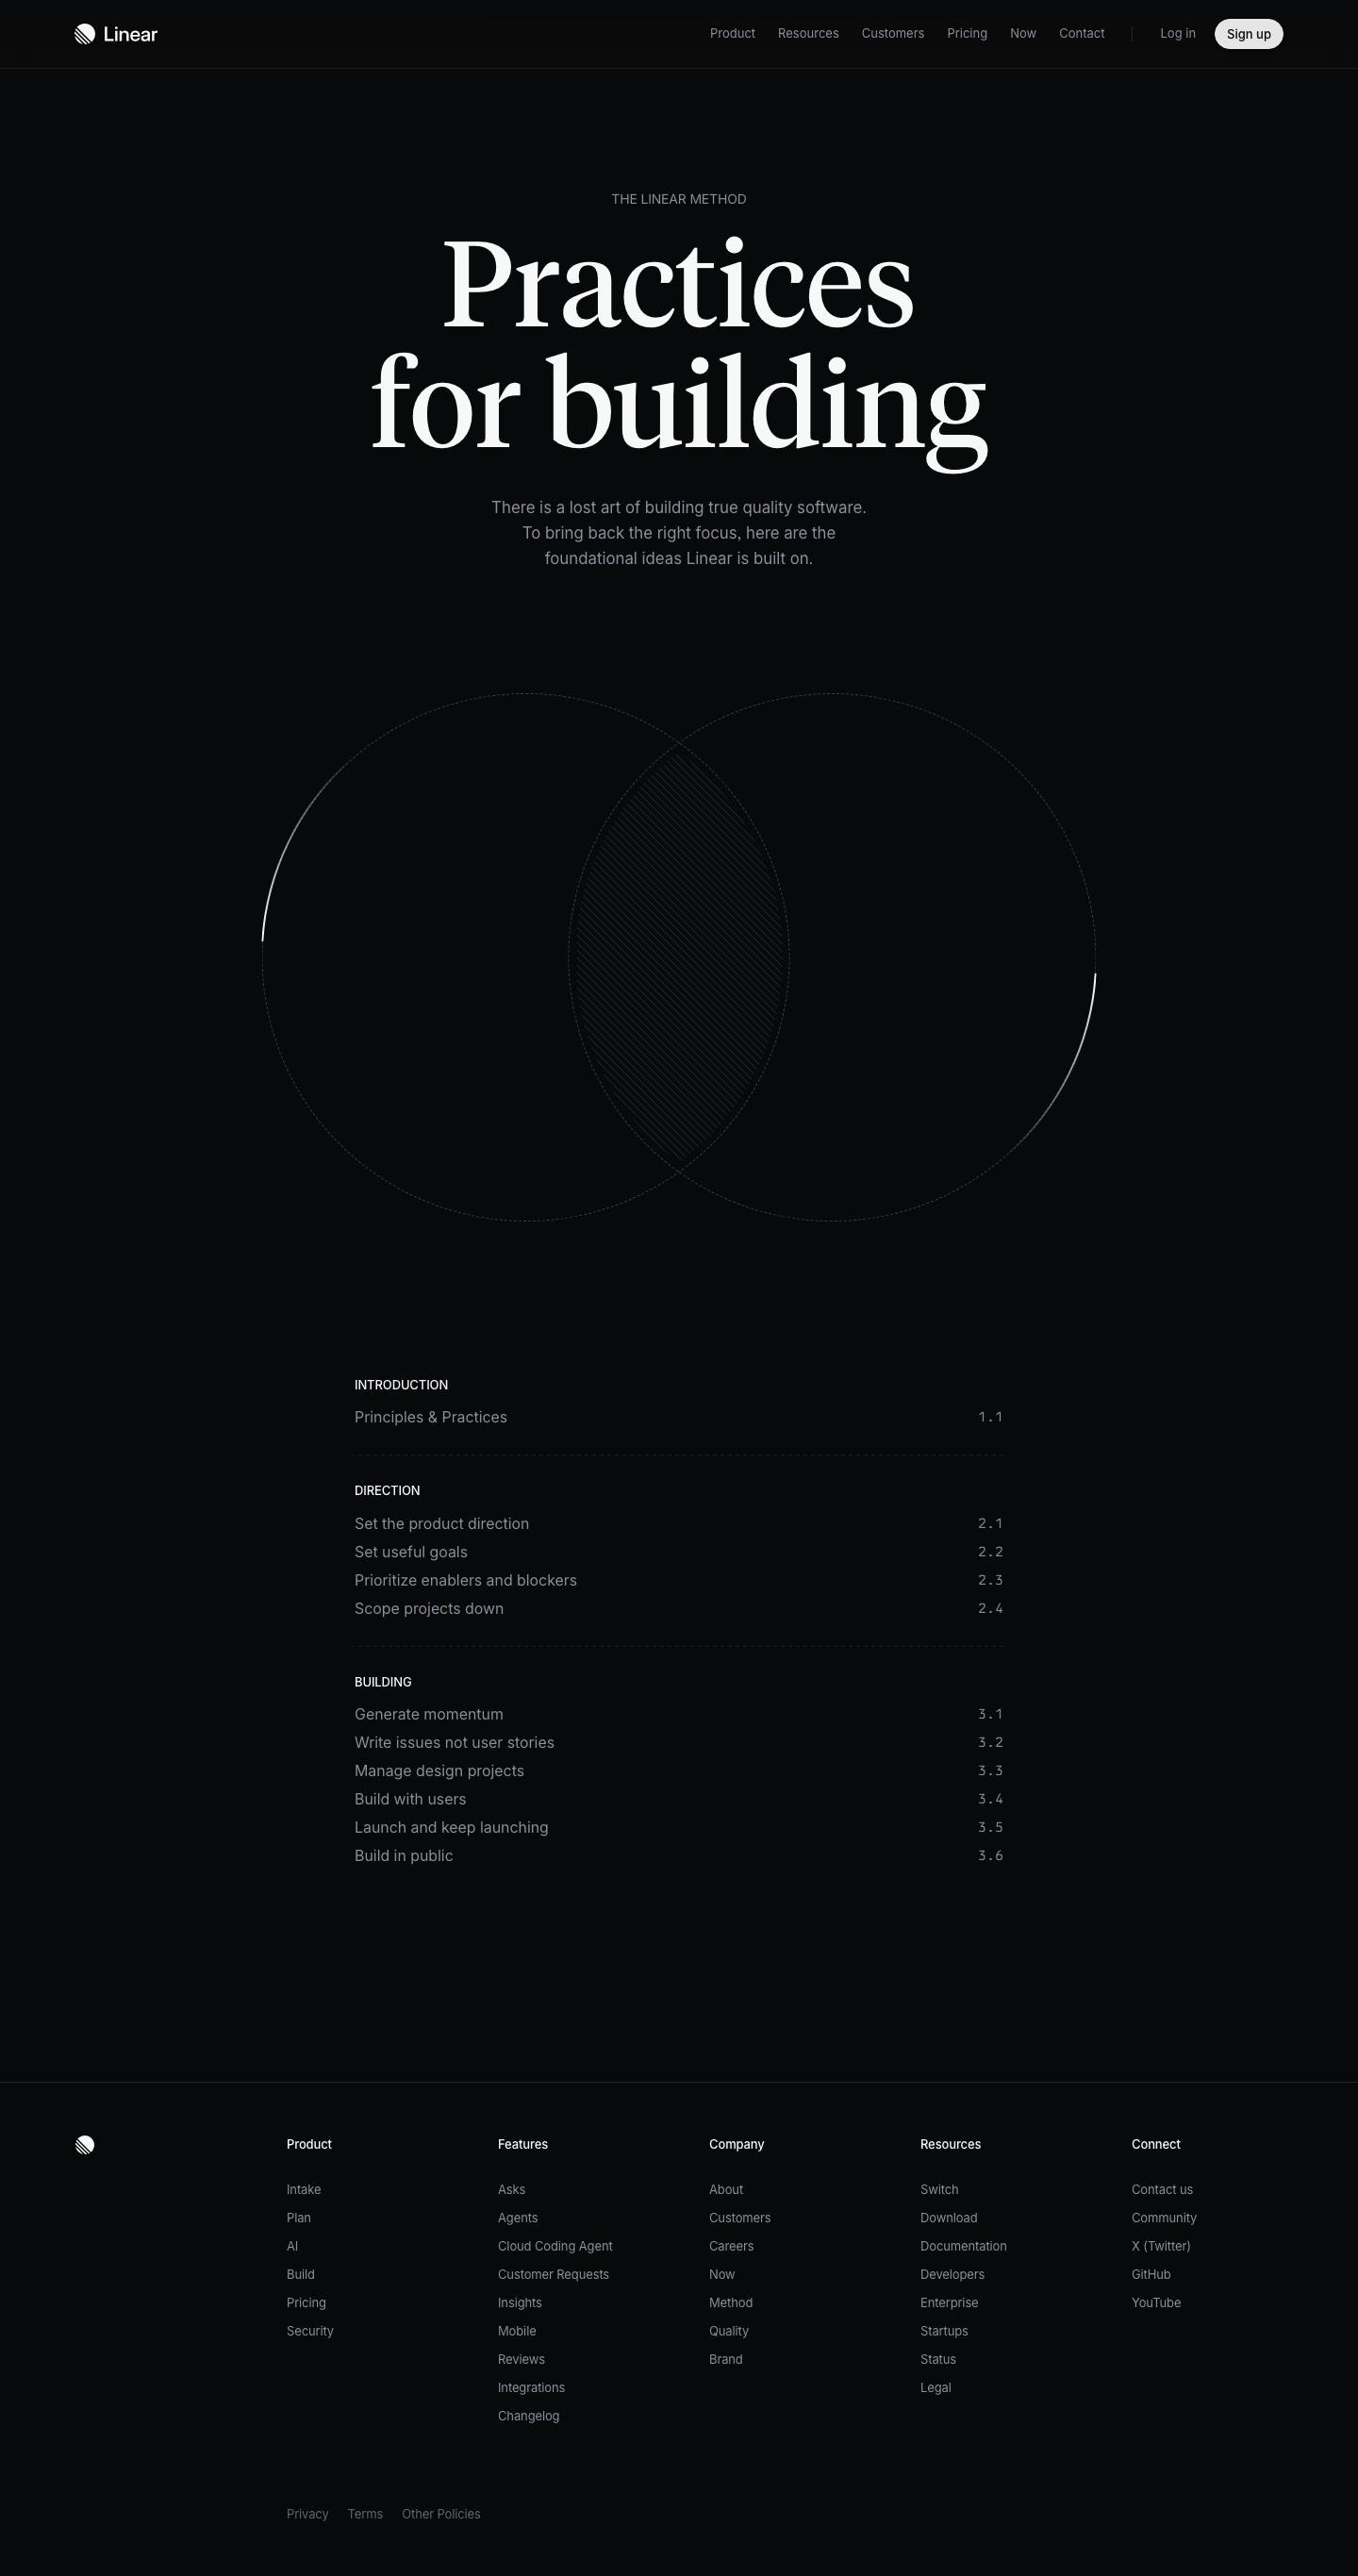 Linear
Product Resources Customers Pricing Now Contact Log in Sign up
THE LINEAR METHOD
Practices
for building
There is a lost art of building true quality software.
To bring back the right focus, here are the
foundational ideas Linear is built on.
INTRODUCTION
Principles & Practices 1.1
DIRECTION
Set the product direction 2.1
Set useful goals 2.2
Prioritize enablers and blockers 2.3
Scope projects down 2.4
BUILDING
Generate momentum 3.1
Write issues not user stories 3.2
Manage design projects 3.3
Build with users 3.4
Launch and keep launching 3.5
Build in public 3.6
Product
Intake
Plan
AI
Build
Pricing
Security
Features
Asks
Agents
Cloud Coding Agent
Customer Requests
Insights
Mobile
Reviews
Integrations
Changelog
Company
About
Customers
Careers
Now
Method
Quality
Brand
Resources
Switch
Download
Documentation
Developers
Enterprise
Startups
Status
Legal
Connect
Contact us
Community
X (Twitter)
GitHub
YouTube
Privacy Terms Other Policies